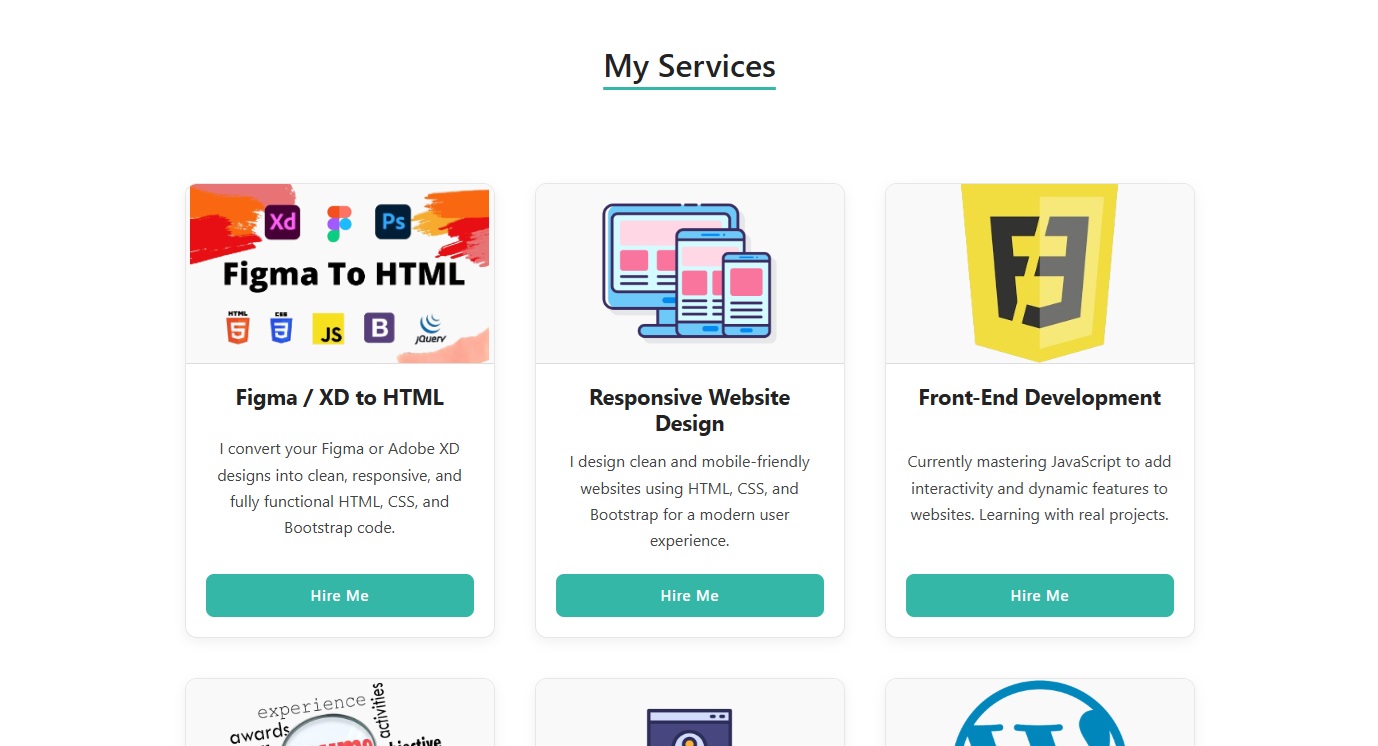 My Services
Xd
Ps
Figma To HTML
HTML
CSS
5
3
JS
B
jQuery
Figma / XD to HTML
I convert your Figma or Adobe XD
designs into clean, responsive, and
fully functional HTML, CSS, and
Bootstrap code.
Hire Me
Responsive Website
Design
I design clean and mobile-friendly
websites using HTML, CSS, and
Bootstrap for a modern user
experience.
Hire Me
Front-End Development
Currently mastering JavaScript to add
interactivity and dynamic features to
websites. Learning with real projects.
Hire Me
experience
activities
awards
objective
W